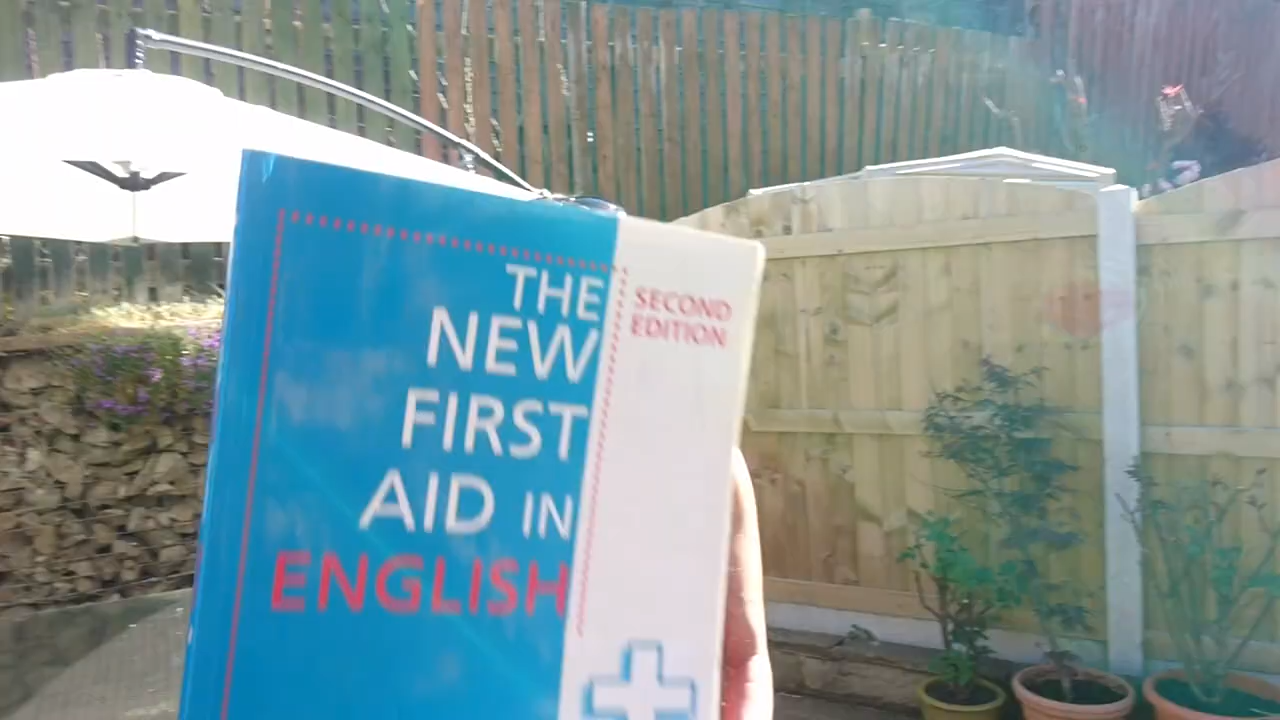 THE
NEW
FIRST
AID IN
ENGLISH
SECOND
EDITION